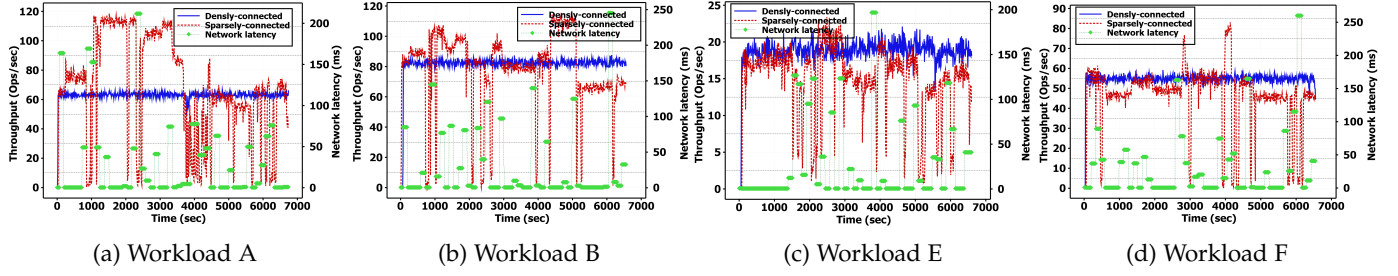 Densly-connected
Sparsely-connected
Network latency
Throughput (Ops/sec)
120
100
80
60
40
20
0
200
150
100
50
0
Network latency (ms)
0 1000 2000 3000 4000 5000 6000 7000
Time (sec)
(a) Workload A
Densly-connected
Sparsely-connected
Network latency
Throughput (Ops/sec)
120
100
80
60
40
20
0
200
150
100
50
0
Network latency (ms)
0 1000 2000 3000 4000 5000 6000 7000
Time (sec)
(b) Workload B
Densly-connected
Sparsely-connected
Network latency
Throughput (Ops/sec)
25
20
15
10
5
0
200
150
100
50
0
Network latency (ms)
0 1000 2000 3000 4000 5000 6000 7000
Time (sec)
(c) Workload E
Densly-connected
Sparsely-connected
Network latency
Throughput (Ops/sec)
90
80
70
60
50
40
30
20
10
0
250
200
150
100
50
0
Network latency (ms)
0 1000 2000 3000 4000 5000 6000 7000
Time (sec)
(d) Workload F